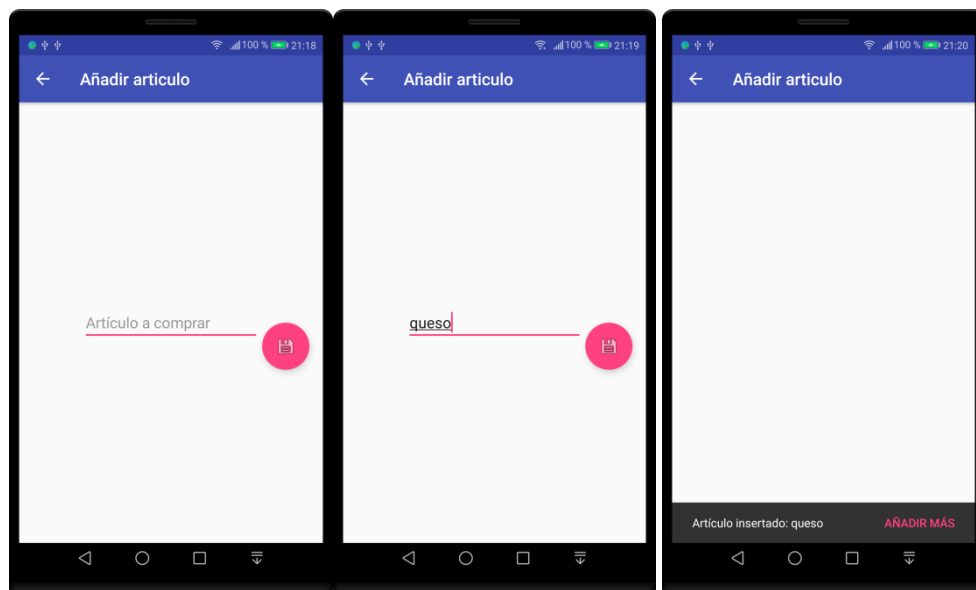 100 % 21:18
Añadir articulo
Artículo a comprar
100 % 21:19
Añadir articulo
queso
100 % 21:20
Añadir articulo
Artículo insertado: queso AÑADIR MÁS